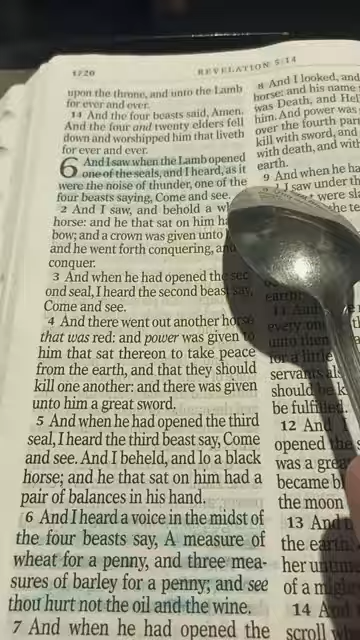 1720
REVELATION 5:14
upon the throne, and unto the Lamb
for ever and ever.
14 And the four beasts said, Amen.
And the four and twenty elders fell
down and worshipped him that liveth
for ever and ever.
6 And I saw when the Lamb opened
one of the seals, and I heard, as it
were the noise of thunder, one of the
four beasts saying, Come and see.
2 And I saw, and behold a
horse: and he that sat on him
bow; and a crown was given unto
and he went forth conquering, and
conquer.
3 And when he had opened the sec
ond seal, I heard the second beast say,
Come and see.
4 And there went out another horse
that was red: and power was given to
him that sat thereon to take peace
from the earth, and that they should
kill one another: and there was given
unto him a great sword.
5 And when he had opened the third
seal, I heard the third beast say, Come
and see. And I beheld, and lo a black
horse; and he that sat on him had a
pair of balances in his hand.
6 And I heard a voice in the midst of
the four beasts say, A measure of
wheat for a penny, and three mea-
sures of barley for a penny; and see
thou hurt not the oil and the wine.
7 And when he had opened the
8 And I looked, and
horse: and his name
was Death, and
him. And power was
over the fourth
kill with sword, and
with death, and
earth.
9 And when he
I saw under
were
earth
11 And
every
unto
for a little
servants
should be
be fulfilled.
12 And I
opened the
was a
became
the moon
13 And
the earth,
her
of a
14 And
scroll